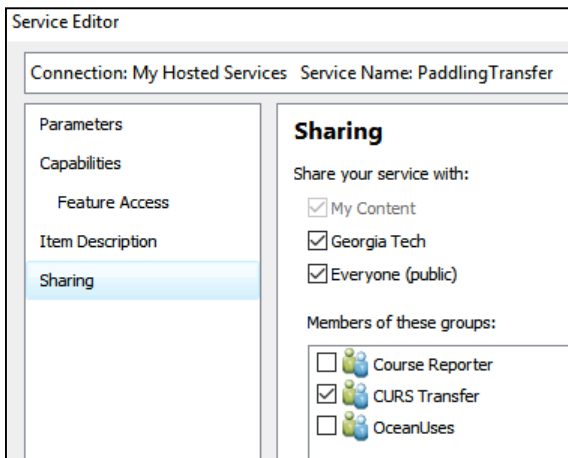 Service Editor
Connection: My Hosted Services Service Name: PaddlingTransfer
Parameters
Capabilities
Feature Access
Item Description
Sharing
Sharing
Share your service with:
My Content
Georgia Tech
Everyone (public)
Members of these groups:
Course Reporter
CURS Transfer
OceanUses